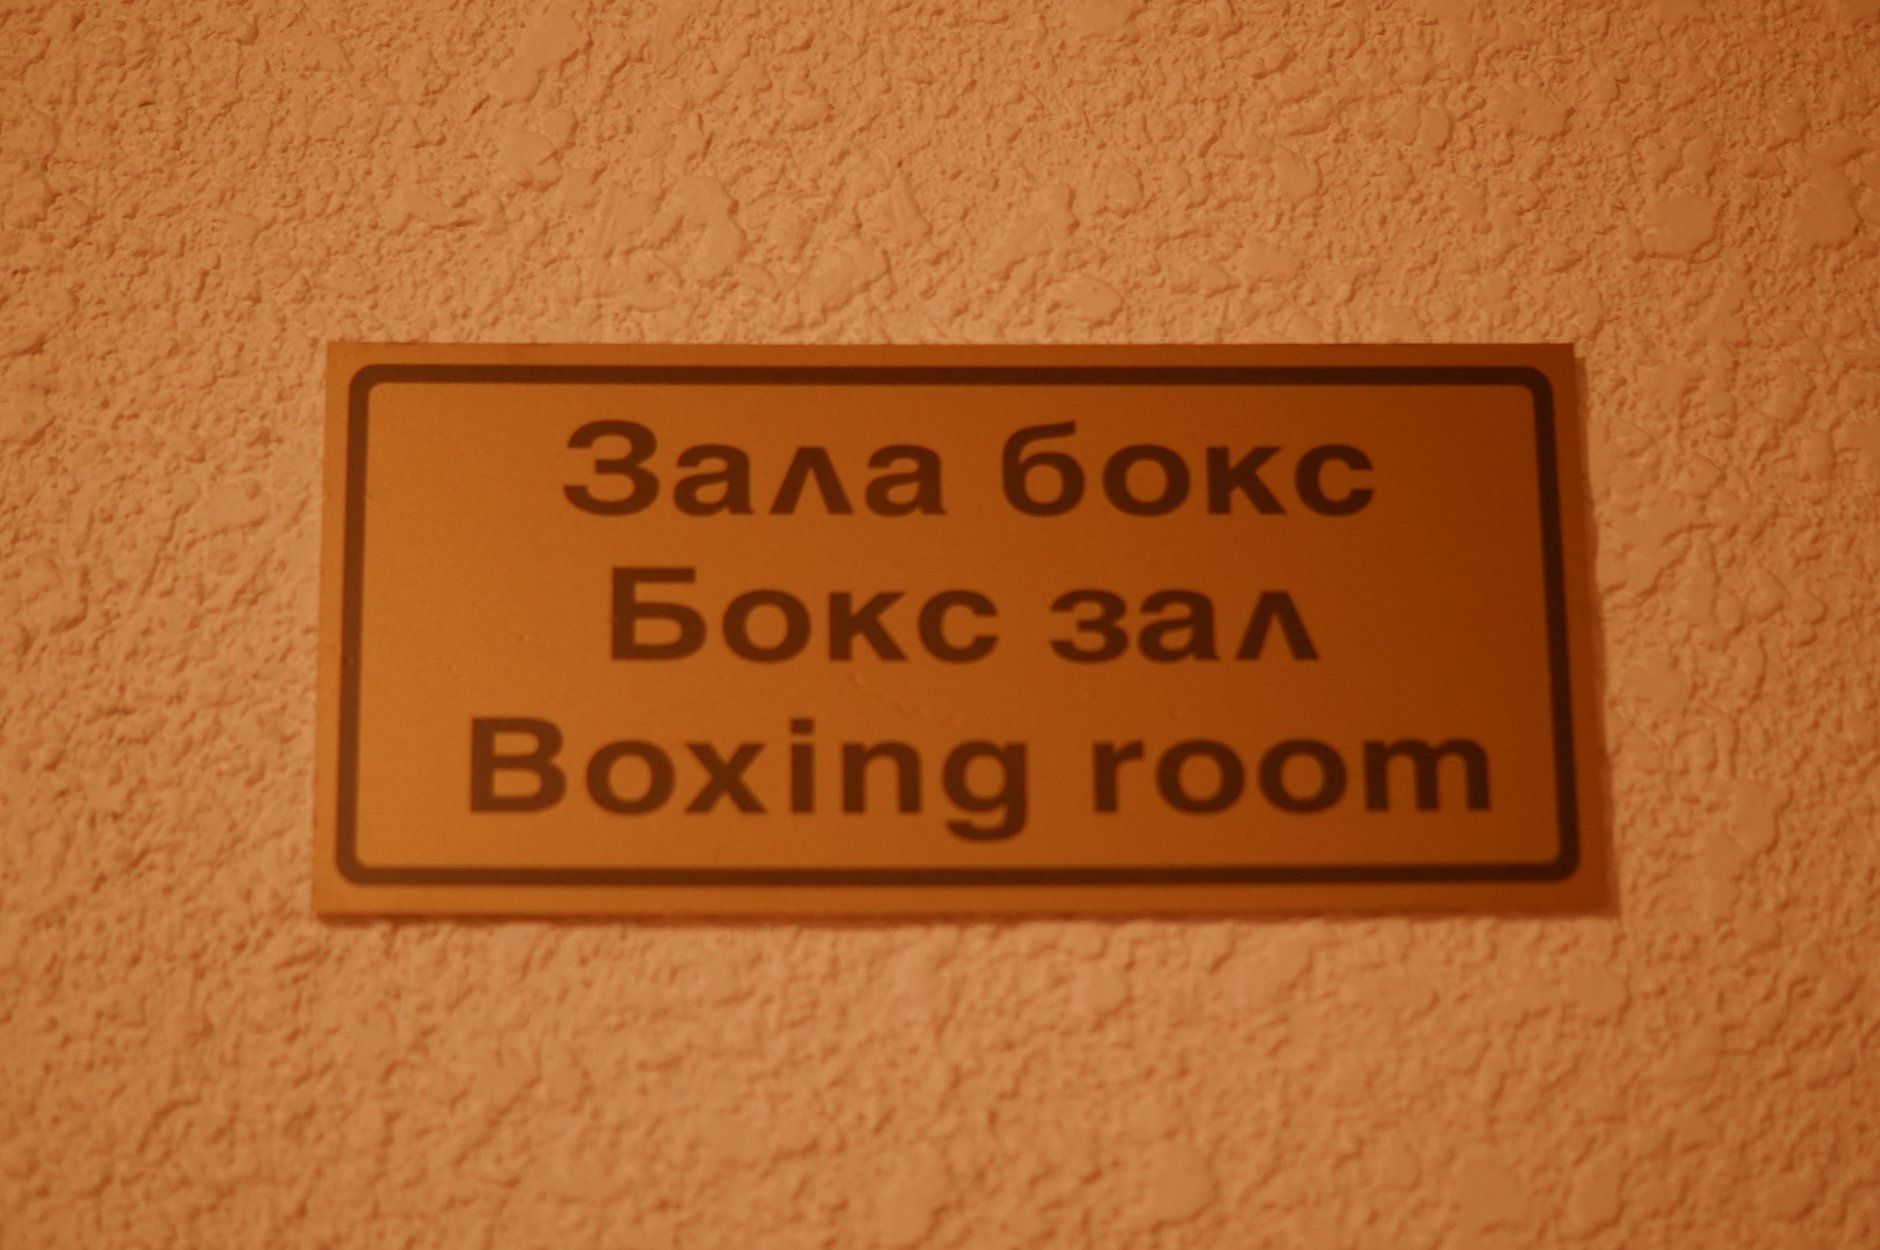 Зала бокс
Бокс зал
Boxing room